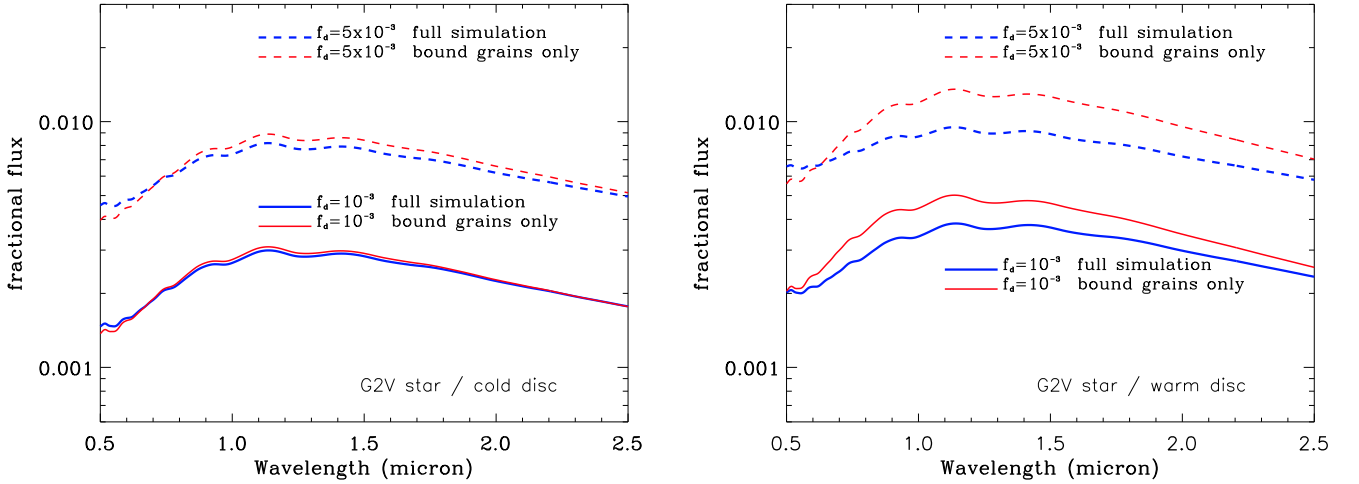 f_d=5x10⁻³ full simulation
f_d=5x10⁻³ bound grains only
0.010
f_d=10⁻³ full simulation
f_d=10⁻³ bound grains only
fractional flux
0.001
G2V star / cold disc
0.5 1.0 1.5 2.0 2.5
Wavelength (micron)
f_d=5x10⁻³ full simulation
f_d=5x10⁻³ bound grains only
0.010
fractional flux
f_d=10⁻³ full simulation
f_d=10⁻³ bound grains only
0.001
G2V star / warm disc
0.5 1.0 1.5 2.0 2.5
Wavelength (micron)